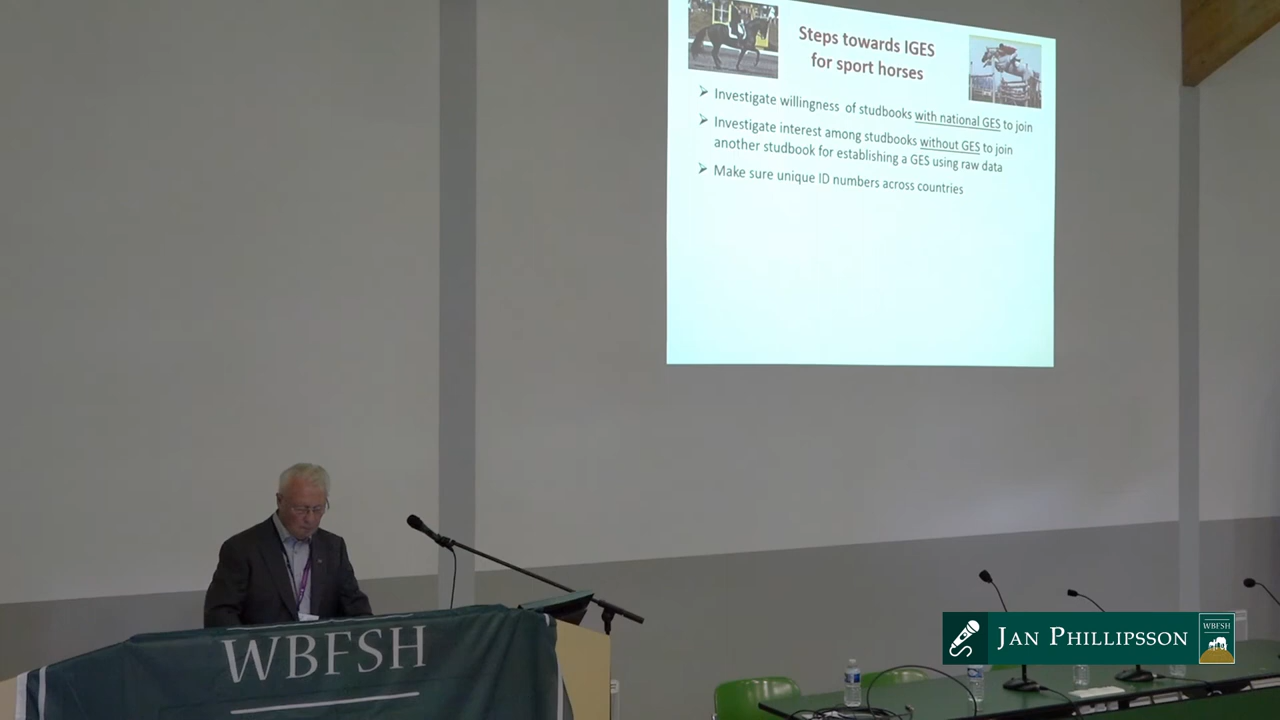 Steps towards IGES
for sport horses
Investigate willingness of studbooks with national GES to join
Investigate interest among studbooks without GES to join
another studbook for establishing a GES using raw data
Make sure unique ID numbers across countries
WBFSH
JAN PHILLIPSSON
WBFSH